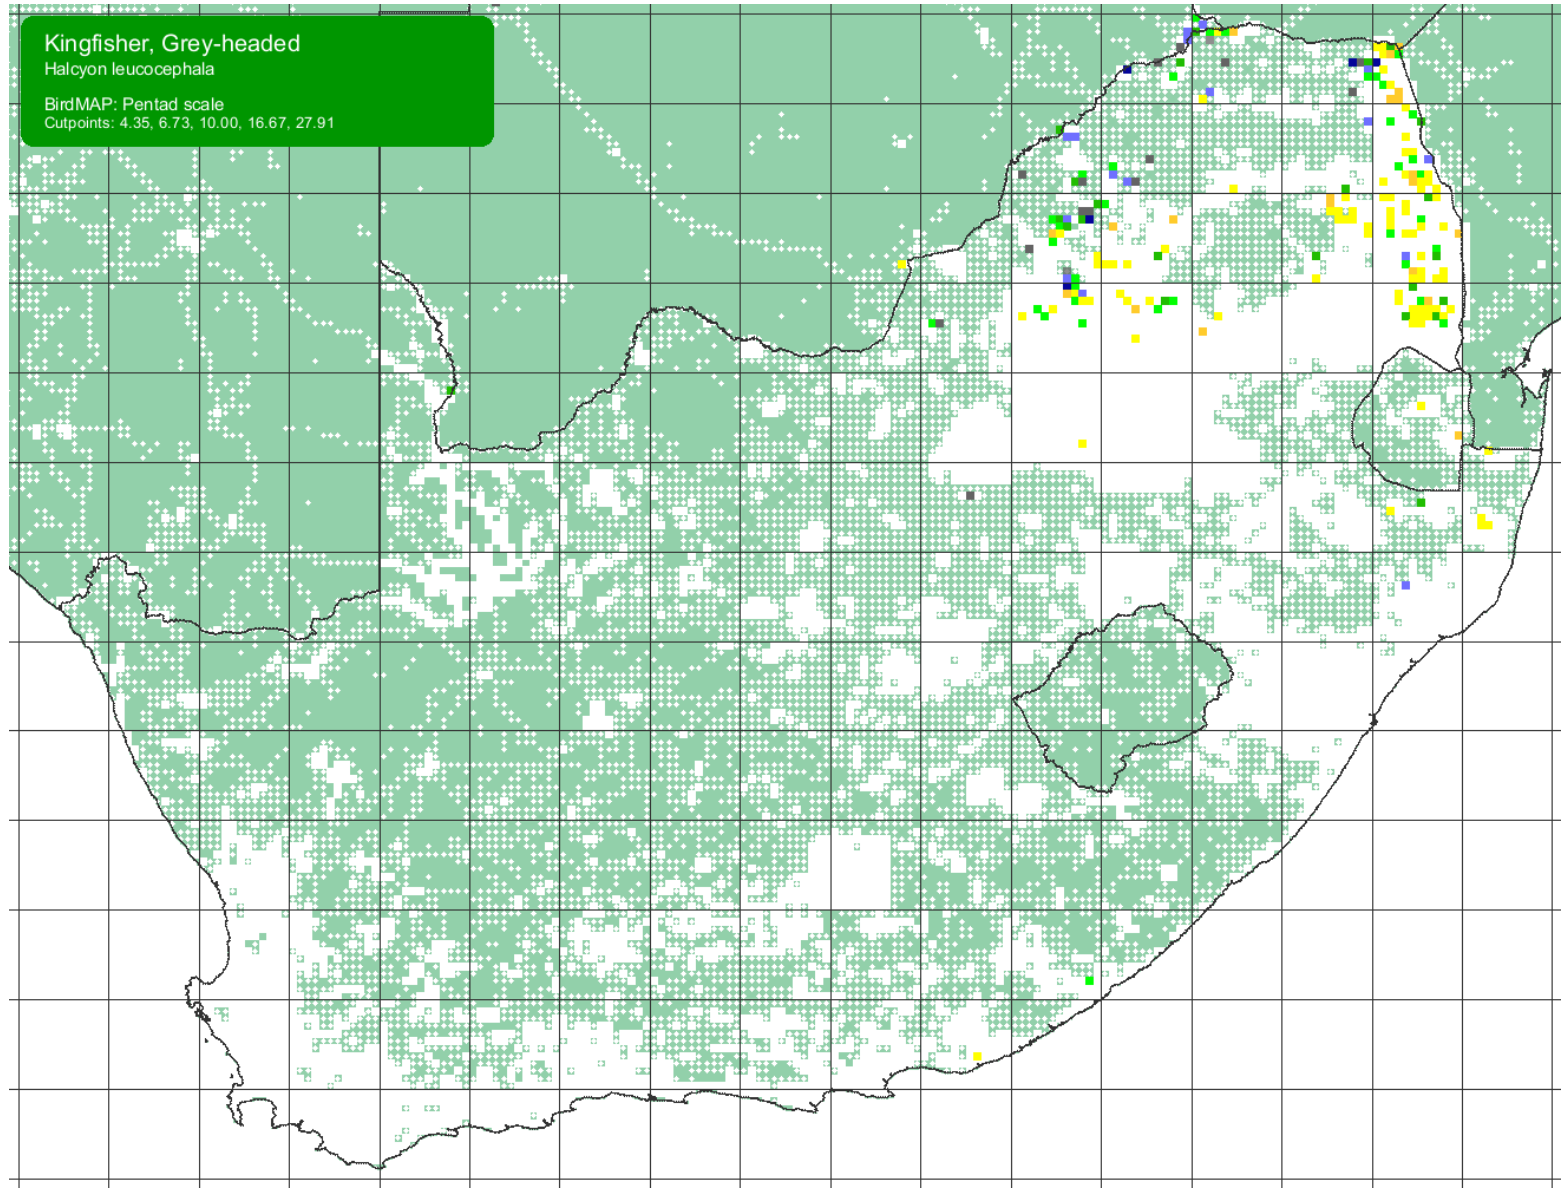 Kingfisher, Grey-headed
Halcyon leucocephala
BirdMAP: Pentad scale
Cutpoints: 4.35, 6.73, 10.00, 16.67, 27.91